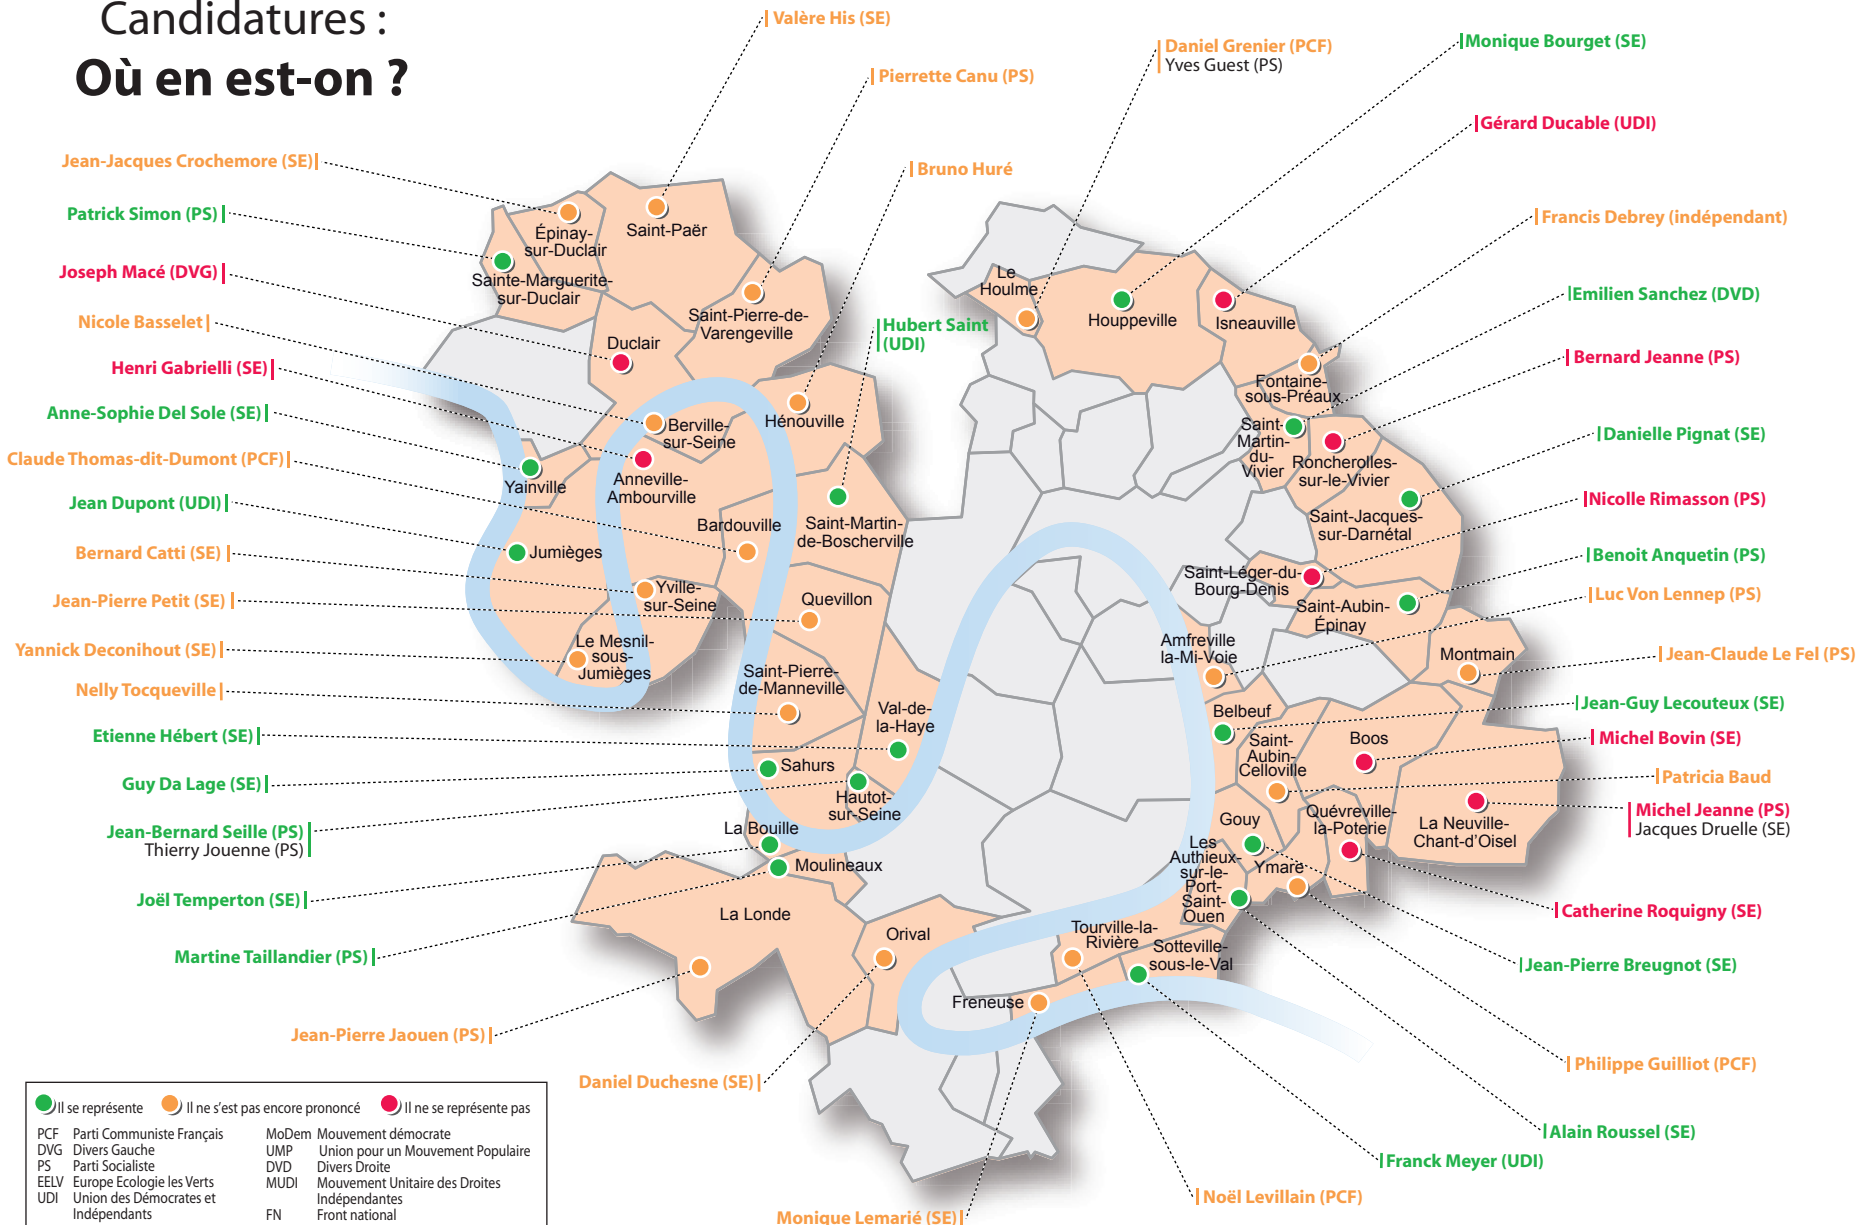 Candidatures :
Où en est-on ?
Valère His (SE)
Pierrette Canu (PS)
Bruno Huré
Daniel Grenier (PCF)
Yves Guest (PS)
Monique Bourget (SE)
Gérard Ducable (UDI)
Francis Debrey (indépendant)
Emilien Sanchez (DVD)
Bernard Jeanne (PS)
Danielle Pignat (SE)
Nicolle Rimasson (PS)
Benoit Anquetin (PS)
Luc Von Lennep (PS)
Jean-Claude Le Fel (PS)
Jean-Guy Lecouteux (SE)
Michel Bovin (SE)
Patricia Baud
Michel Jeanne (PS)
Jacques Druelle (SE)
Catherine Roquigny (SE)
Jean-Pierre Breugnot (SE)
Philippe Guilliot (PCF)
Alain Roussel (SE)
Franck Meyer (UDI)
Noël Levillain (PCF)
Monique Lemarié (SE)
Daniel Duchesne (SE)
Jean-Pierre Jaouen (PS)
Jean-Jacques Crochemore (SE)
Patrick Simon (PS)
Joseph Macé (DVG)
Nicole Basselet
Henri Gabrielli (SE)
Anne-Sophie Del Sole (SE)
Claude Thomas-dit-Dumont (PCF)
Jean Dupont (UDI)
Bernard Catti (SE)
Jean-Pierre Petit (SE)
Yannick Deconihout (SE)
Nelly Tocqueville
Etienne Hébert (SE)
Guy Da Lage (SE)
Jean-Bernard Seille (PS)
Thierry Jouenne (PS)
Joël Temperton (SE)
Martine Taillandier (PS)
Hubert Saint
(UDI)
Épinay-
sur-Duclair
Saint-Paër
Sainte-Marguerite-
sur-Duclair
Saint-Pierre-de-
Varengeville
Duclair
Berville-
sur-Seine
Hénouville
Anneville-
Ambourville
Yainville
Bardouville
Saint-Martin-
de-Boscherville
Jumièges
Yville-
sur-Seine
Quevillon
Le Mesnil-
sous-
Jumièges
Saint-Pierre-
de-Manneville
Val-de-
la-Haye
Sahurs
Hautot-
sur-Seine
La Bouille
Moulineaux
La Londe
Orival
Le
Houlme
Houppeville
Isneauville
Fontaine-
sous-Préaux
Saint-
Martin-
du-
Vivier
Roncherolles-
sur-le-Vivier
Saint-Jacques-
sur-Darnétal
Saint-Léger-du-
Bourg-Denis
Saint-Aubin-
Épinay
Amfreville
la-Mi-Voie
Montmain
Belbeuf
Saint-
Aubin-
Celloville
Boos
Quévreville-
la-Poterie
La Neuville-
Chant-d'Oisel
Gouy
Les
Authieux-
sur-le-
Port-
Saint-
Ouen
Ymare
Tourville-la-
Rivière
Sotteville-
sous-le-Val
Freneuse
Il se représente
Il ne s'est pas encore prononcé
Il ne se représente pas
PCF Parti Communiste Français
DVG Divers Gauche
PS Parti Socialiste
EELV Europe Ecologie les Verts
UDI Union des Démocrates et
Indépendants
MoDem Mouvement démocrate
UMP Union pour un Mouvement Populaire
DVD Divers Droite
MUDI Mouvement Unitaire des Droites
Indépendantes
FN Front national